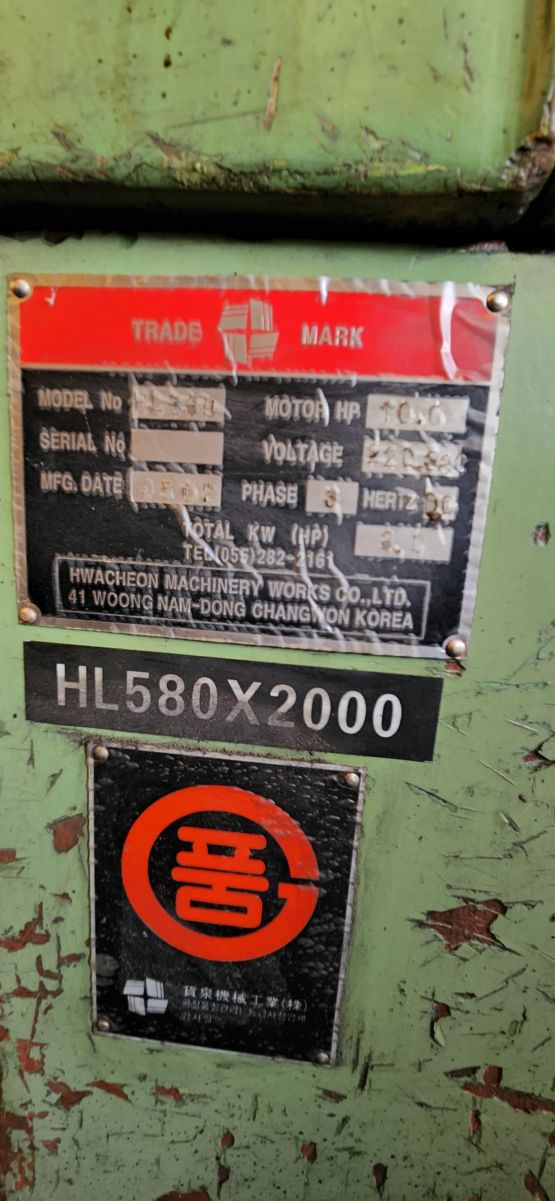 TRADE MARK
MODEL No MOTOR HP 10.0
SERIAL No VOLTAGE
MFG. DATE PHASE 3 HERTZ
TOTAL KW (HP)
TEL(055)282-2161
HWACHEON MACHINERY WORKS CO.,LTD.
41 WOONG NAM-DONG CHANGWON KOREA
HL580X2000
품
貨泉機械工業(株)